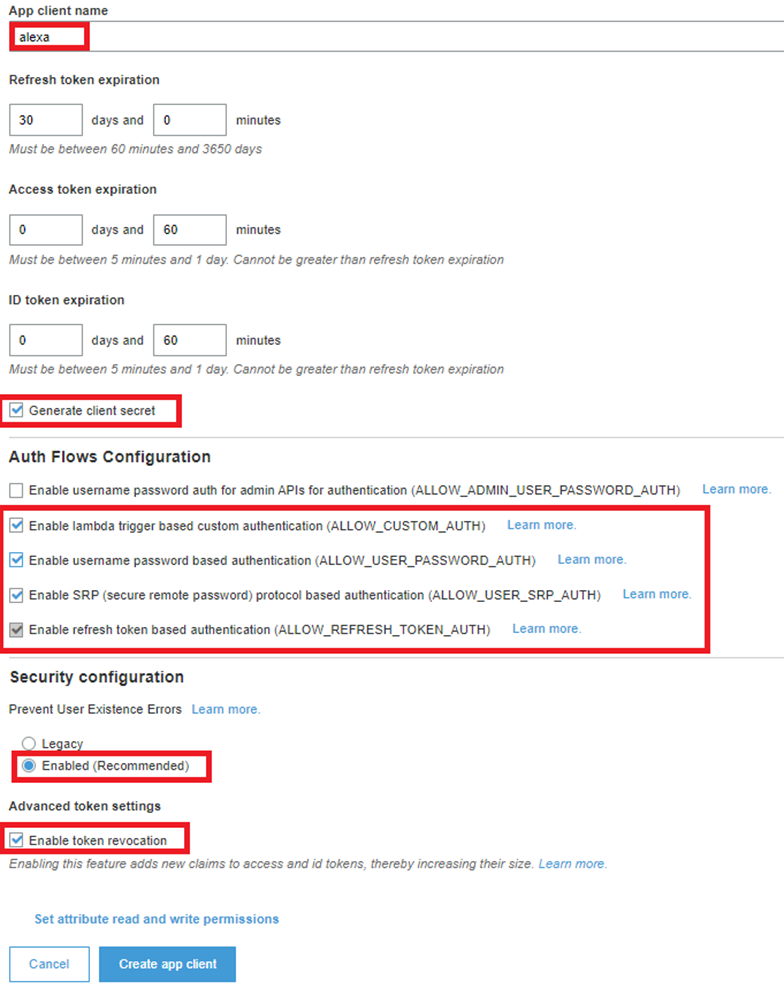 App client name
alexa
Refresh token expiration
30 days and 0 minutes
Must be between 60 minutes and 3650 days
Access token expiration
0 days and 60 minutes
Must be between 5 minutes and 1 day. Cannot be greater than refresh token expiration
ID token expiration
0 days and 60 minutes
Must be between 5 minutes and 1 day. Cannot be greater than refresh token expiration
Generate client secret
Auth Flows Configuration
Enable username password auth for admin APIs for authentication (ALLOW_ADMIN_USER_PASSWORD_AUTH) Learn more.
Enable lambda trigger based custom authentication (ALLOW_CUSTOM_AUTH) Learn more.
Enable username password based authentication (ALLOW_USER_PASSWORD_AUTH) Learn more.
Enable SRP (secure remote password) protocol based authentication (ALLOW_USER_SRP_AUTH) Learn more.
Enable refresh token based authentication (ALLOW_REFRESH_TOKEN_AUTH) Learn more.
Security configuration
Prevent User Existence Errors Learn more.
Legacy
Enabled (Recommended)
Advanced token settings
Enable token revocation
Enabling this feature adds new claims to access and id tokens, thereby increasing their size. Learn more.
Set attribute read and write permissions
Cancel Create app client